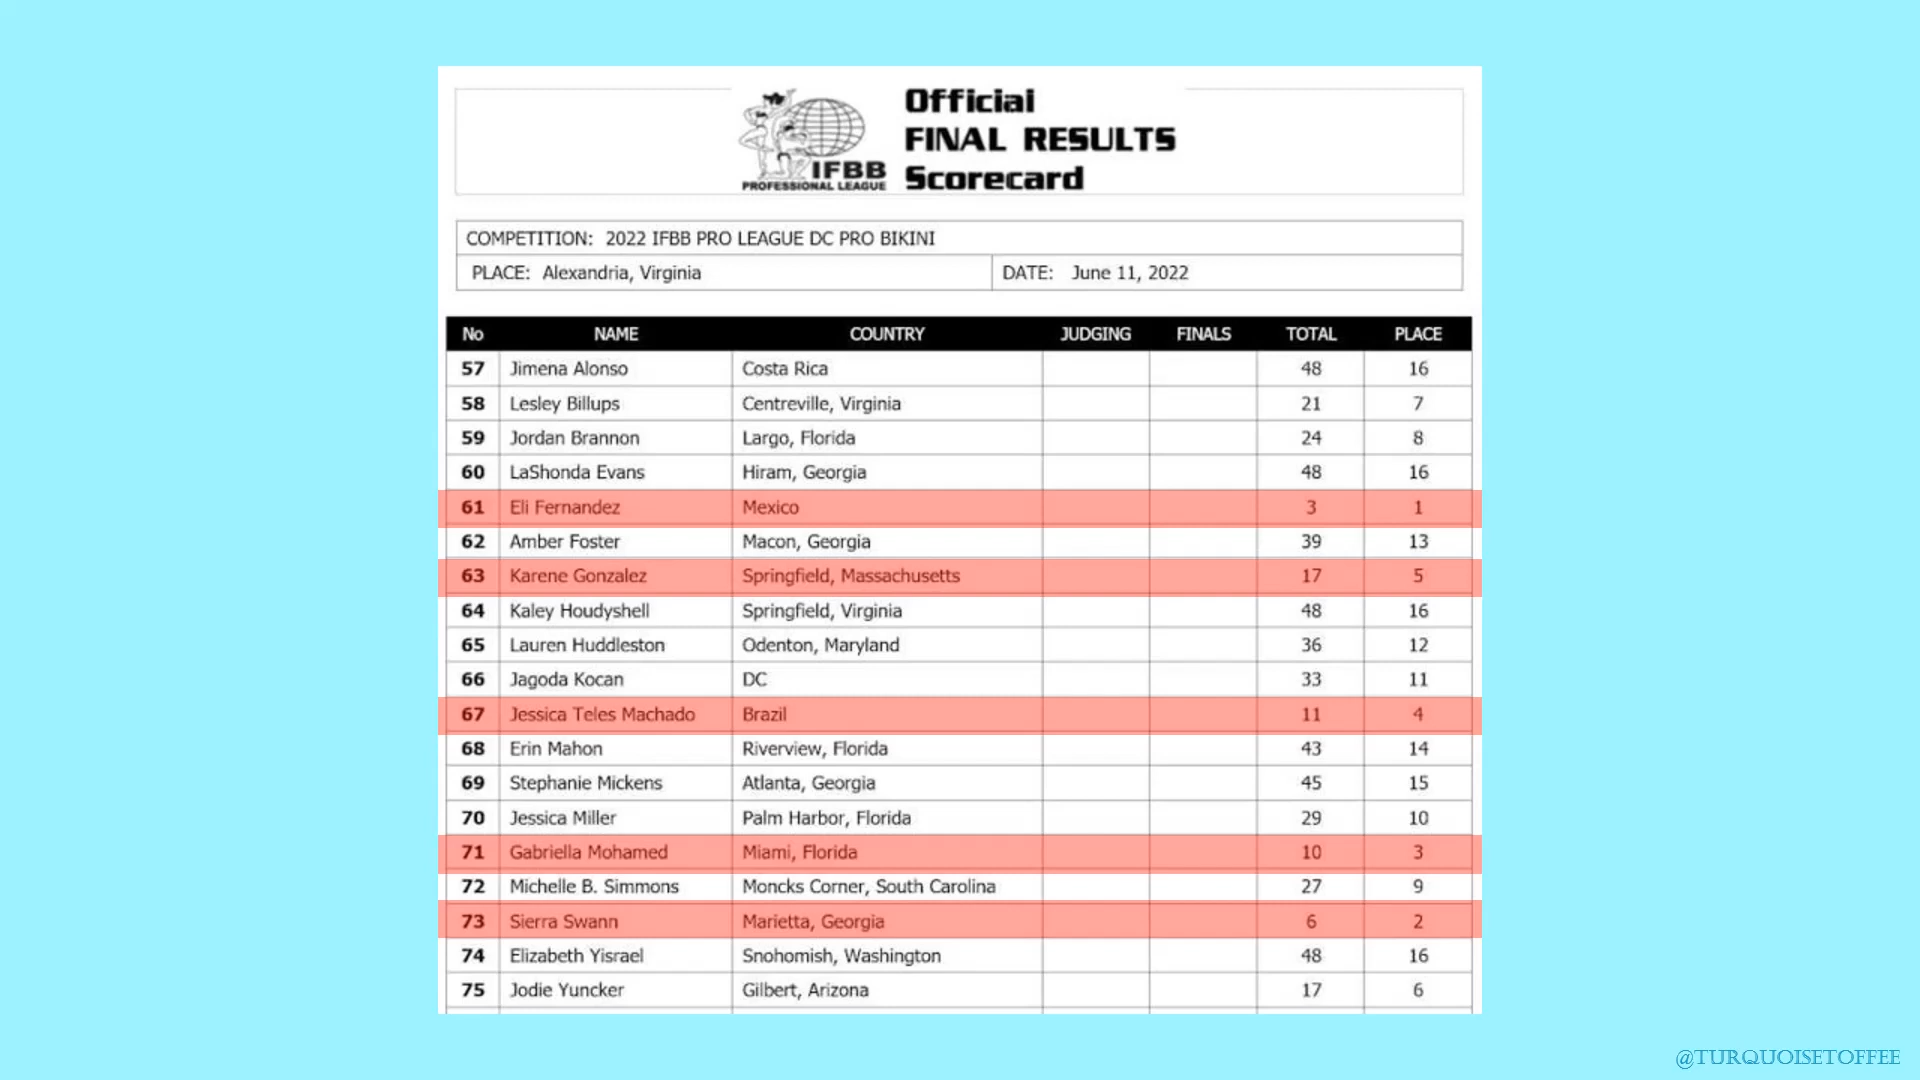 Official
FINAL RESULTS
Scorecard
IFBB
PROFESSIONAL LEAGUE
COMPETITION: 2022 IFBB PRO LEAGUE DC PRO BIKINI
PLACE: Alexandria, Virginia DATE: June 11, 2022
No NAME COUNTRY JUDGING FINALS TOTAL PLACE
57 Jimena Alonso Costa Rica 48 16
58 Lesley Billups Centreville, Virginia 21 7
59 Jordan Brannon Largo, Florida 24 8
60 LaShonda Evans Hiram, Georgia 48 16
61 Eli Fernandez Mexico 3 1
62 Amber Foster Macon, Georgia 39 13
63 Karene Gonzalez Springfield, Massachusetts 17 5
64 Kaley Houdyshell Springfield, Virginia 48 16
65 Lauren Huddleston Odenton, Maryland 36 12
66 Jagoda Kocan DC 33 11
67 Jessica Teles Machado Brazil 11 4
68 Erin Mahon Riverview, Florida 43 14
69 Stephanie Mickens Atlanta, Georgia 45 15
70 Jessica Miller Palm Harbor, Florida 29 10
71 Gabriella Mohamed Miami, Florida 10 3
72 Michelle B. Simmons Moncks Corner, South Carolina 27 9
73 Sierra Swann Marietta, Georgia 6 2
74 Elizabeth Yisrael Snohomish, Washington 48 16
75 Jodie Yuncker Gilbert, Arizona 17 6
@TURQUOISETOFFEE